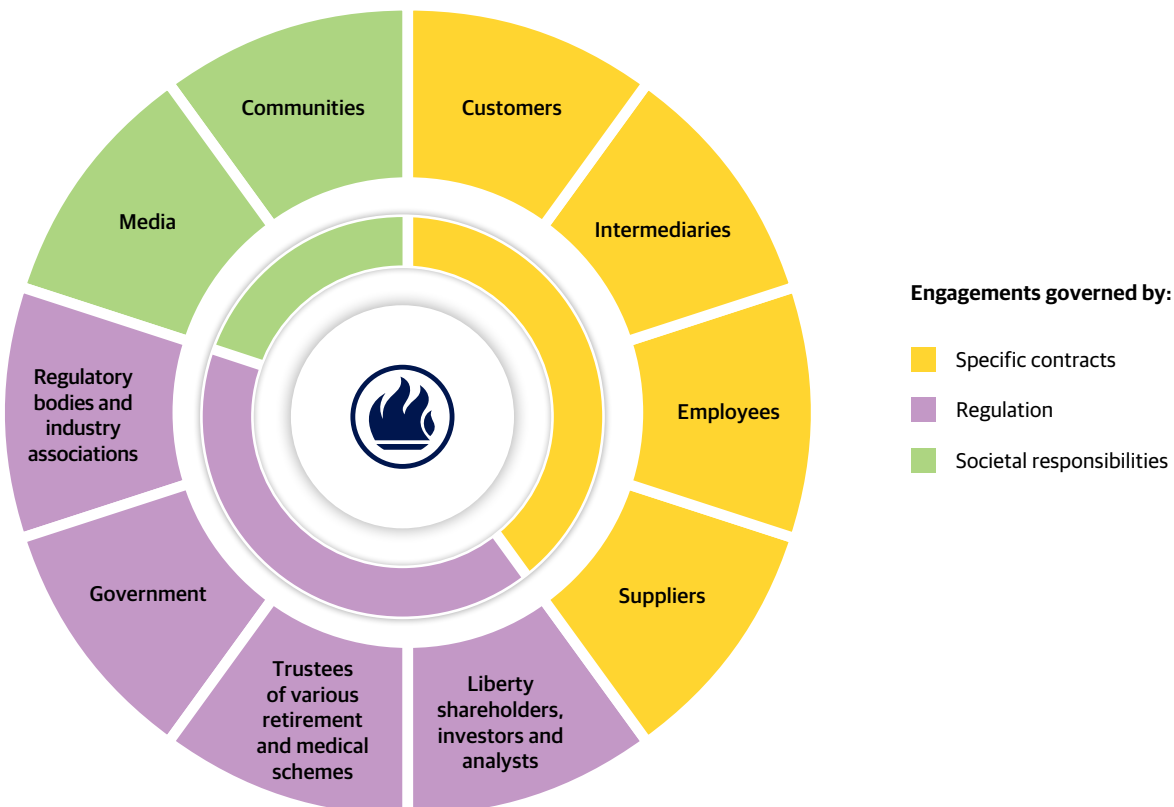 Communities
Customers
Media
Intermediaries
Regulatory
bodies and
industry
associations
Employees
Government
Suppliers
Trustees
of various
retirement
and medical
schemes
Liberty
shareholders,
investors and
analysts
Engagements governed by:
Specific contracts
Regulation
Societal responsibilities